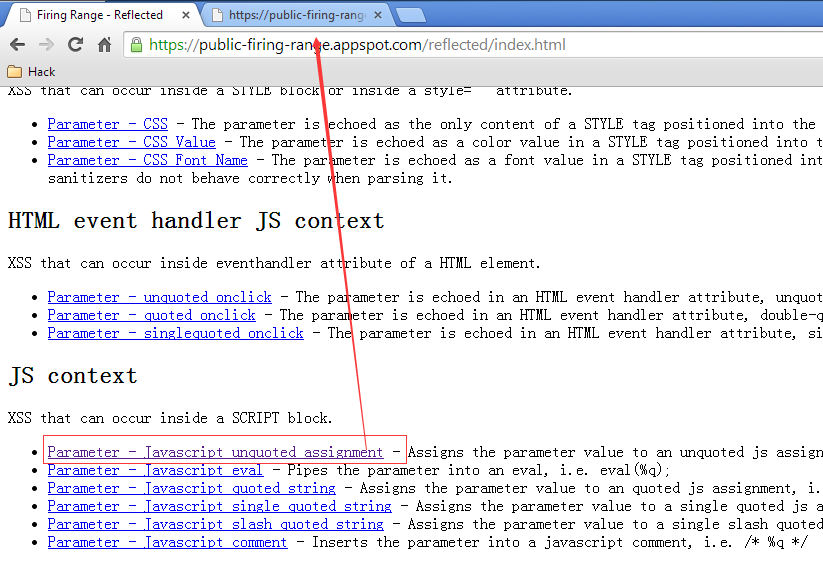 Firing Range - Reflected
https://public-firing-range
https://public-firing-range.appspot.com/reflected/index.html
Hack
XSS that can occur inside a STYLE block or inside a style= attribute.
Parameter - CSS - The parameter is echoed as the only content of a STYLE tag positioned into the
Parameter - CSS Value - The parameter is echoed as a color value in a STYLE tag positioned into t
Parameter - CSS Font Name - The parameter is echoed as a font value in a STYLE tag positioned int
sanitizers do not behave correctly when parsing it.
HTML event handler JS context
XSS that can occur inside eventhandler attribute of a HTML element.
Parameter - unquoted onclick - The parameter is echoed in an HTML event handler attribute, unquot
Parameter - quoted onclick - The parameter is echoed in an HTML event handler attribute, double-q
Parameter - singlequoted onclick - The parameter is echoed in an HTML event handler attribute, si
JS context
XSS that can occur inside a SCRIPT block.
Parameter - Javascript unquoted assignment - Assigns the parameter value to an unquoted js assign
Parameter - Javascript eval - Pipes the parameter into an eval, i.e. eval(%q);
Parameter - Javascript quoted string - Assigns the parameter value to an quoted js assignment, i.
Parameter - Javascript single quoted string - Assigns the parameter value to a single quoted js a
Parameter - Javascript slash quoted string - Assigns the parameter value to a single slash quoted
Parameter - Javascript comment - Inserts the parameter into a javascript comment, i.e. /* %q */